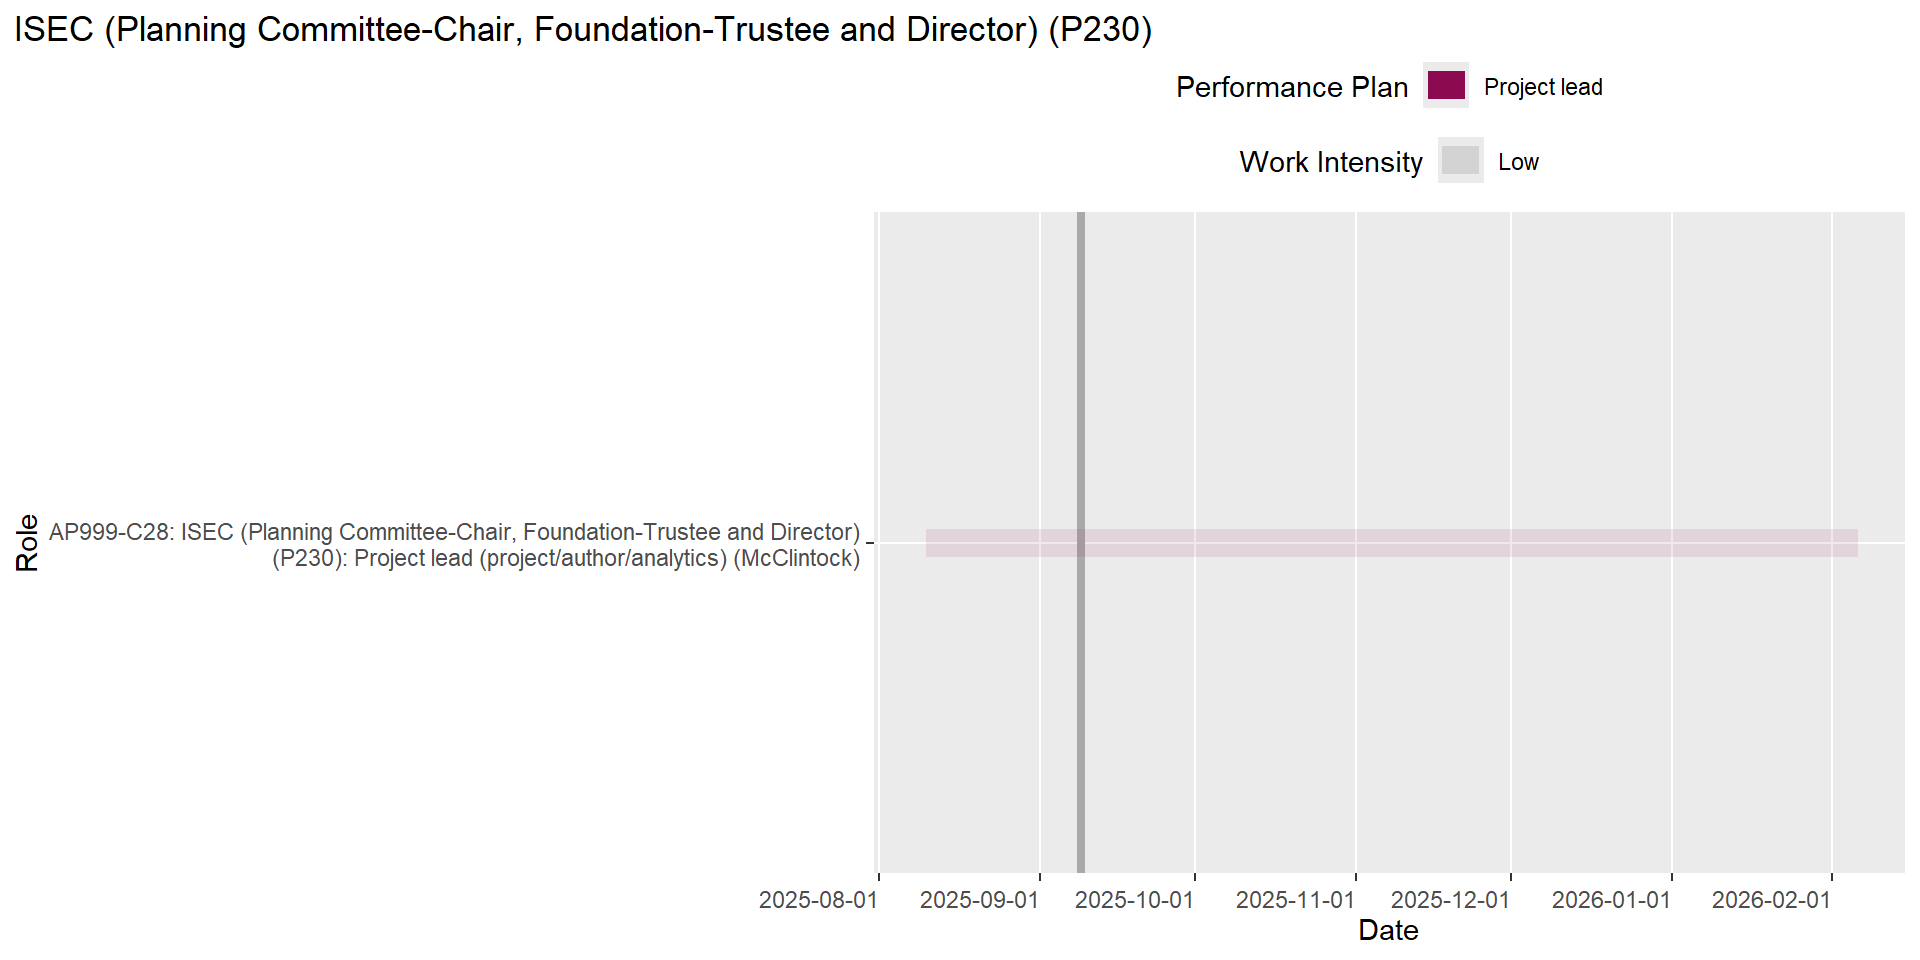 ISEC (Planning Committee-Chair, Foundation-Trustee and Director) (P230)
Performance Plan
Project lead
Work Intensity
Low
Role
AP999-C28: ISEC (Planning Committee-Chair, Foundation-Trustee and Director)
(P230): Project lead (project/author/analytics) (McClintock)
2025-08-01
2025-09-01
2025-10-01
2025-11-01
2025-12-01
2026-01-01
2026-02-01
Date